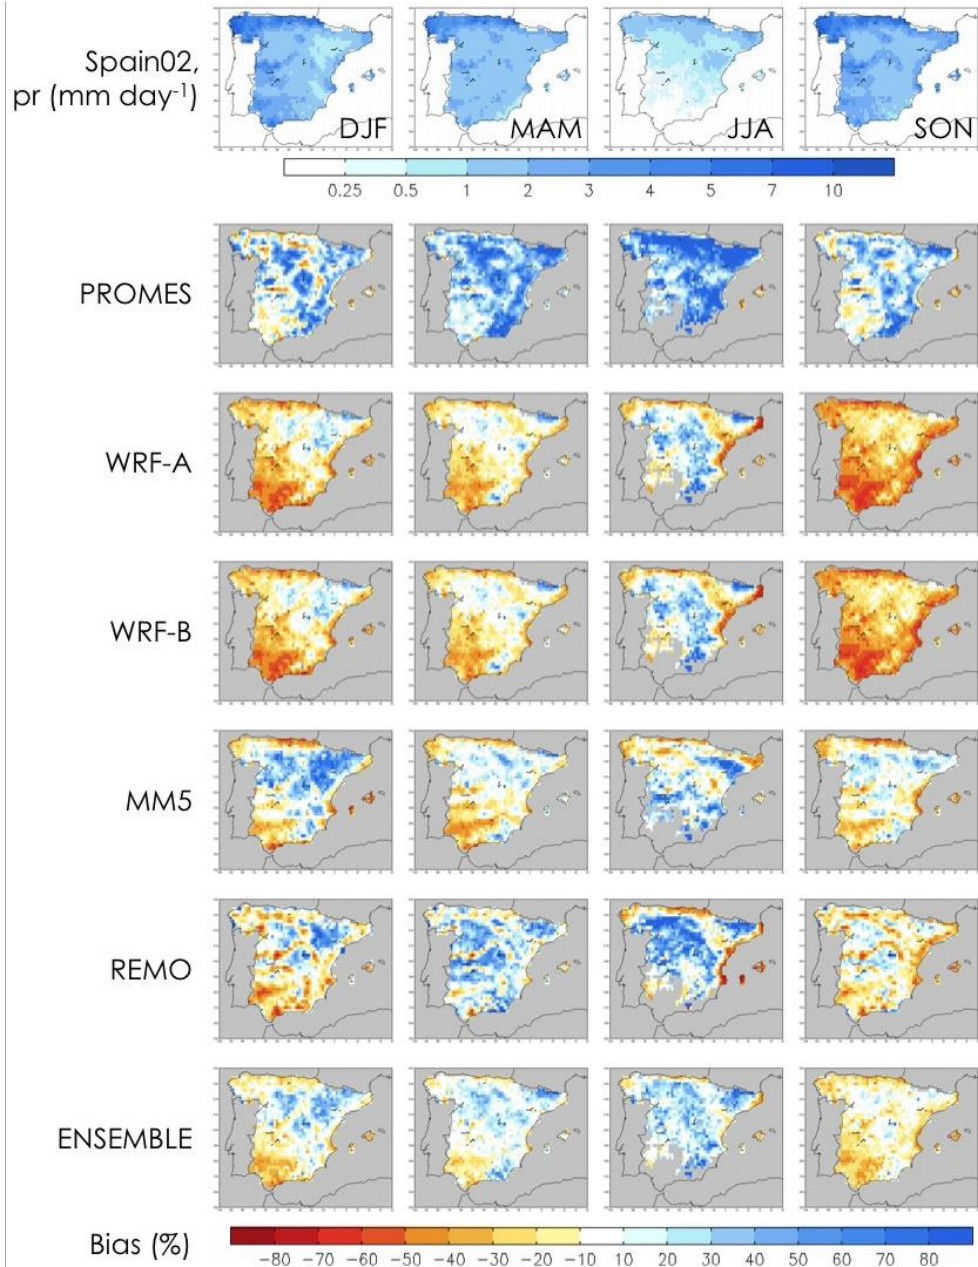 Spain02,
pr (mm day-1)
DJF MAM JJA SON
0.25 0.5 1 2 3 4 5 7 10
PROMES
WRF-A
WRF-B
MM5
REMO
ENSEMBLE
Bias (%)
−80 −70 −60 −50 −40 −30 −20 −10 10 20 30 40 50 60 70 80